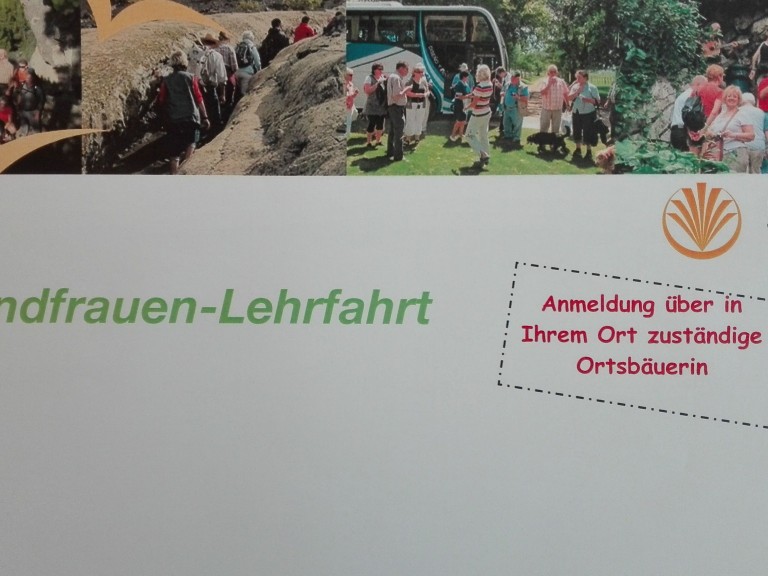 ndfrauen-Lehrfahrt
Anmeldung über in
Ihrem Ort zuständige
Ortsbäuerin